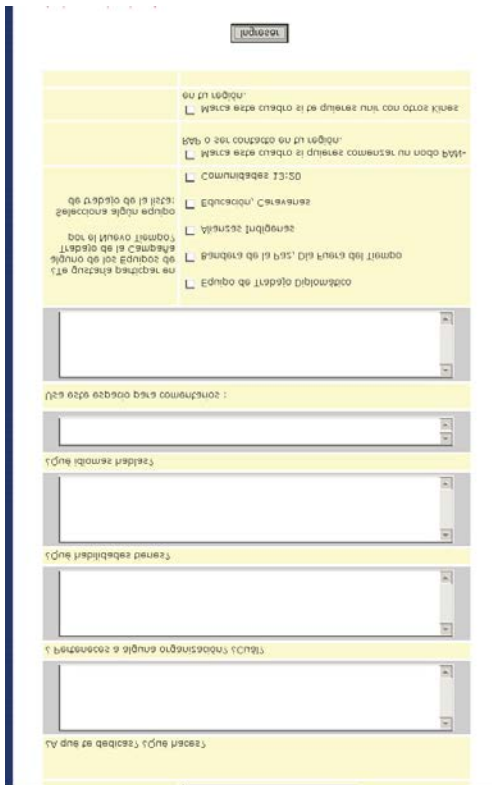 ¿A que te dedicas? ¿Que haces?
¿ Perteneces a alguna organización? ¿Cuál?
¿Qué habilidades tienes?
¿Qué idiomas hablas?
Usa este espacio para comentarios :
¿Te gustaría particpar en
alguno de los Equipos de
Trabajo de la Campaña
por el Nuevo Tiempo?
Selecciona algún equipo
de trabajo de la lista:
Equipo de Trabajo Diplomático
Bandera de la Paz, Día Fuera del Tiempo
Alianzas Indígenas
Educación, Caravanas
Comunidades 13:20
Marca este cuadro si quieres comenzar un nodo PAN-
RAP o ser contacto en tu región.
Marca este cuadro si te quieres unir con otros Kines
en tu región.
Ingresar